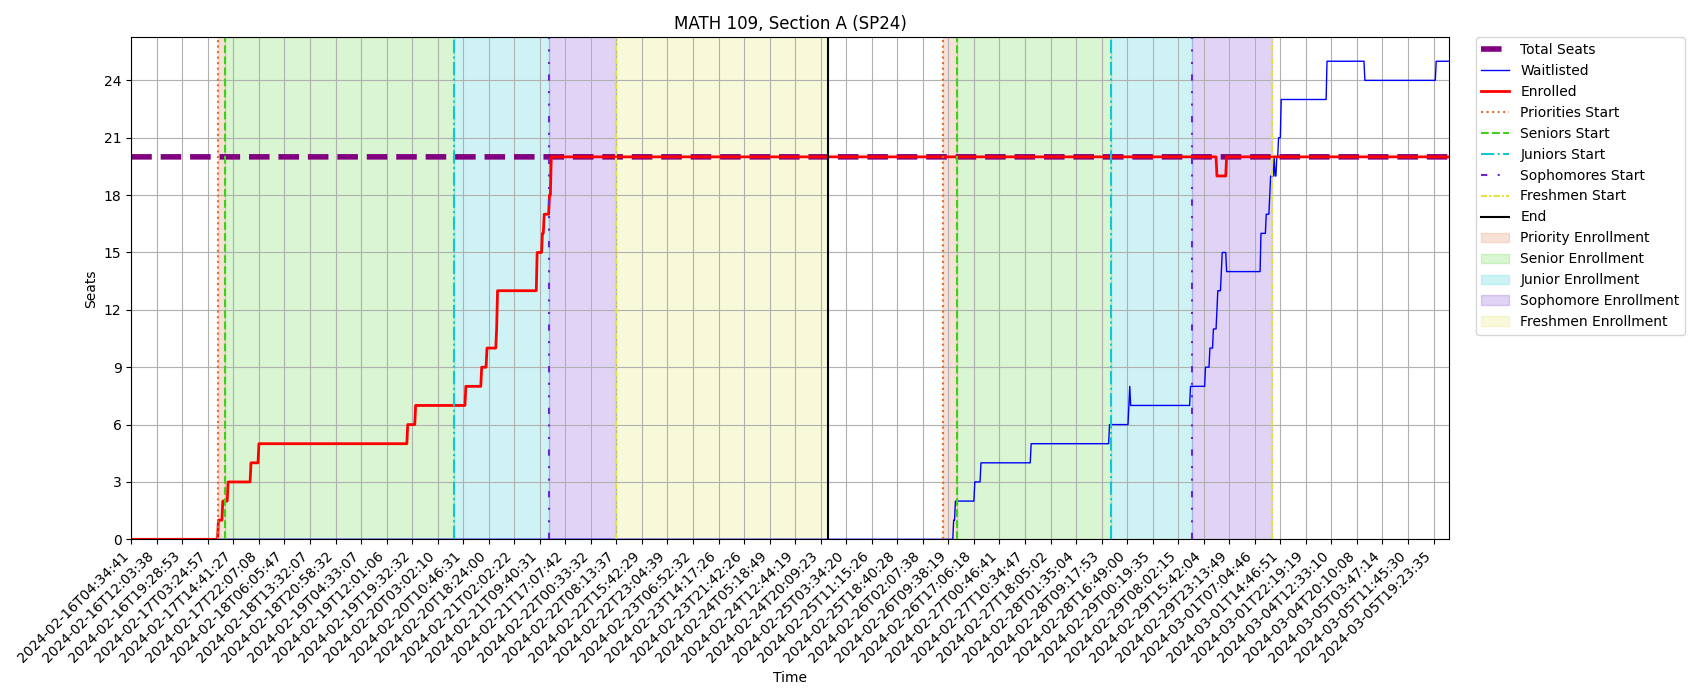 MATH 109, Section A (SP24)
Seats
24
21
18
15
12
9
6
3
0
2024-02-16T04:34:41
2024-02-16T12:03:38
2024-02-16T19:28:53
2024-02-17T03:24:57
2024-02-17T14:41:27
2024-02-17T22:07:08
2024-02-18T06:05:47
2024-02-18T13:32:07
2024-02-18T20:58:32
2024-02-19T04:33:07
2024-02-19T12:01:06
2024-02-19T19:32:32
2024-02-20T03:02:10
2024-02-20T10:46:31
2024-02-20T18:24:00
2024-02-21T02:02:22
2024-02-21T09:40:31
2024-02-21T17:07:42
2024-02-22T00:33:32
2024-02-22T08:13:37
2024-02-22T15:42:29
2024-02-22T23:04:39
2024-02-23T06:52:32
2024-02-23T14:17:26
2024-02-23T21:42:26
2024-02-24T05:18:49
2024-02-24T12:44:19
2024-02-24T20:09:23
2024-02-25T03:34:20
2024-02-25T11:15:26
2024-02-25T18:40:28
2024-02-26T02:07:38
2024-02-26T09:38:19
2024-02-26T17:06:18
2024-02-27T00:46:41
2024-02-27T10:34:47
2024-02-27T18:05:02
2024-02-28T01:35:04
2024-02-28T09:17:53
2024-02-28T16:49:00
2024-02-29T00:19:35
2024-02-29T08:02:15
2024-02-29T15:42:04
2024-02-29T23:13:49
2024-03-01T07:04:46
2024-03-01T14:46:51
2024-03-01T22:19:19
2024-03-04T12:33:10
2024-03-04T20:10:08
2024-03-05T03:47:14
2024-03-05T11:45:30
2024-03-05T19:23:35
Time
Total Seats
Waitlisted
Enrolled
Priorities Start
Seniors Start
Juniors Start
Sophomores Start
Freshmen Start
End
Priority Enrollment
Senior Enrollment
Junior Enrollment
Sophomore Enrollment
Freshmen Enrollment